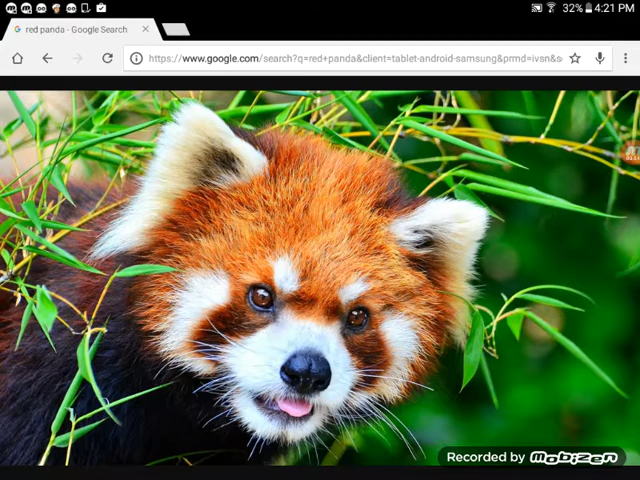 32% 4:21 PM
red panda - Google Search
https://www.google.com/search?q=red+panda&client=tablet-android-samsung&prmd=ivsn&s
Recorded by Mobizen